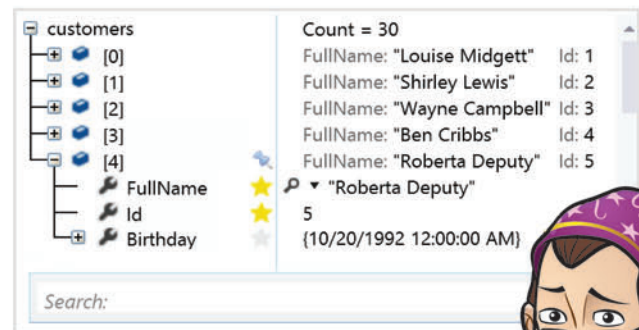 customers Count = 30
[0] FullName: "Louise Midgett" Id: 1
[1] FullName: "Shirley Lewis" Id: 2
[2] FullName: "Wayne Campbell" Id: 3
[3] FullName: "Ben Cribbs" Id: 4
[4] FullName: "Roberta Deputy" Id: 5
FullName "Roberta Deputy"
Id 5
Birthday {10/20/1992 12:00:00 AM}
Search: